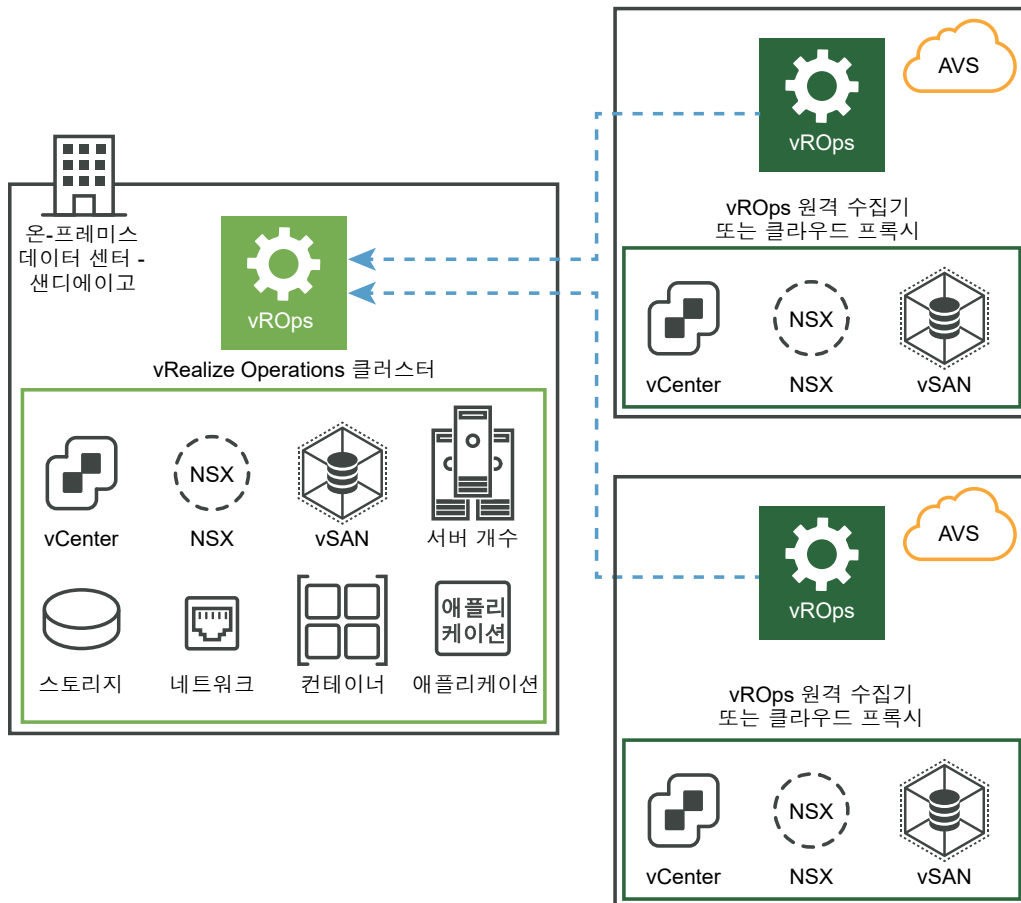 온-프레미스
데이터 센터 -
샌디에이고
vROps
vRealize Operations 클러스터
NSX
vCenter
NSX
vSAN
서버 개수
애플리
케이션
스토리지
네트워크
컨테이너
애플리케이션
AVS
vROps
vROps 원격 수집기
또는 클라우드 프록시
NSX
vCenter
NSX
vSAN
AVS
vROps
vROps 원격 수집기
또는 클라우드 프록시
NSX
vCenter
NSX
vSAN